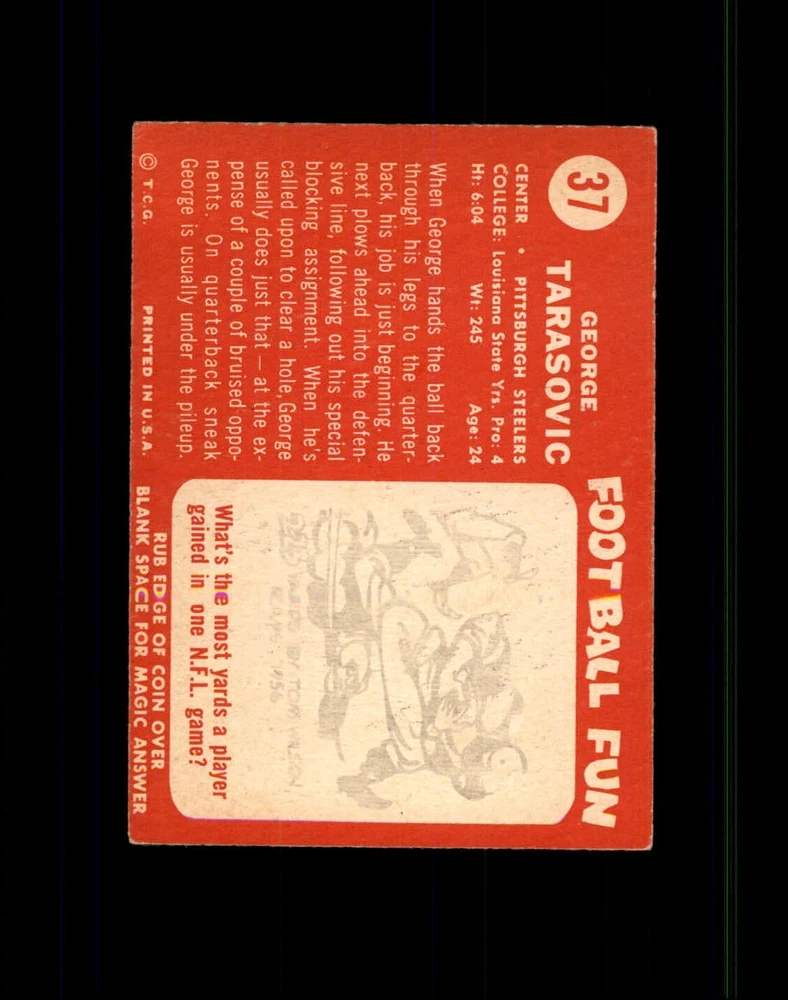 37
GEORGE
TARASOVIC
CENTER • PITTSBURGH STEELERS
COLLEGE: Louisiana State Yrs. Pro: 4
Ht: 6:04 Wt: 245 Age: 24
When George hands the ball back
through his legs to the quarter-
back, his job is just beginning. He
next plows ahead into the defen-
sive line, following out his special
blocking assignment. When he's
called upon to clear a hole, George
usually does just that — at the ex-
pense of a couple of bruised oppo-
nents. On quarterback sneak
George is usually under the pileup.
© T.C.G. PRINTED IN U.S.A.
FOOTBALL FUN
BY TOM WILSON
What's the most yards a player
gained in one N.F.L. game?
RUB EDGE OF COIN OVER
BLANK SPACE FOR MAGIC ANSWER